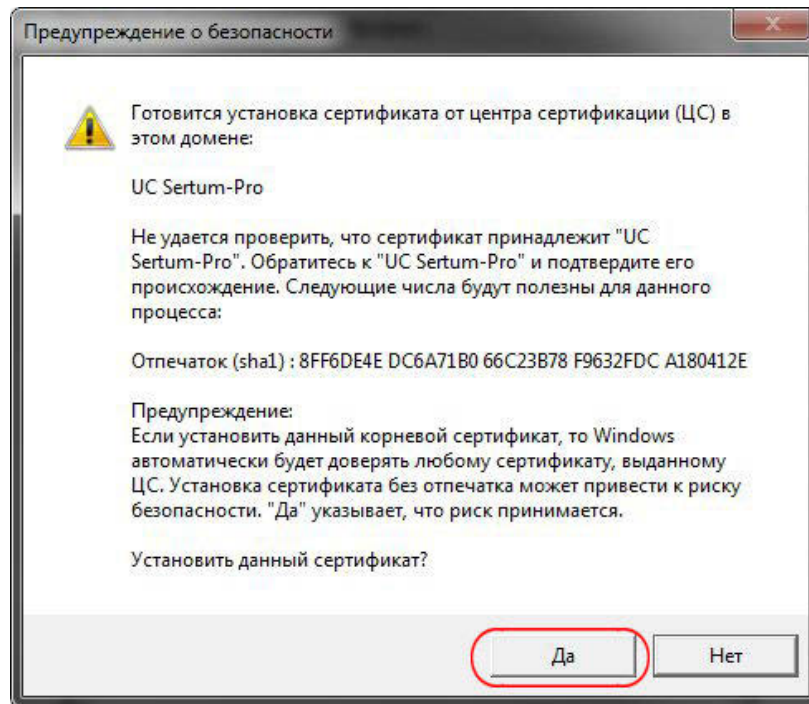 Предупреждение о безопасности
Готовится установка сертификата от центра сертификации (ЦС) в
этом домене:
UC Sertum-Pro
Не удается проверить, что сертификат принадлежит "UC
Sertum-Pro". Обратитесь к "UC Sertum-Pro" и подтвердите его
происхождение. Следующие числа будут полезны для данного
процесса:
Отпечаток (sha1) : 8FF6DE4E DC6A71B0 66C23B78 F9632FDC A180412E
Предупреждение:
Если установить данный корневой сертификат, то Windows
автоматически будет доверять любому сертификату, выданному
ЦС. Установка сертификата без отпечатка может привести к риску
безопасности. "Да" указывает, что риск принимается.
Установить данный сертификат?
Да
Нет